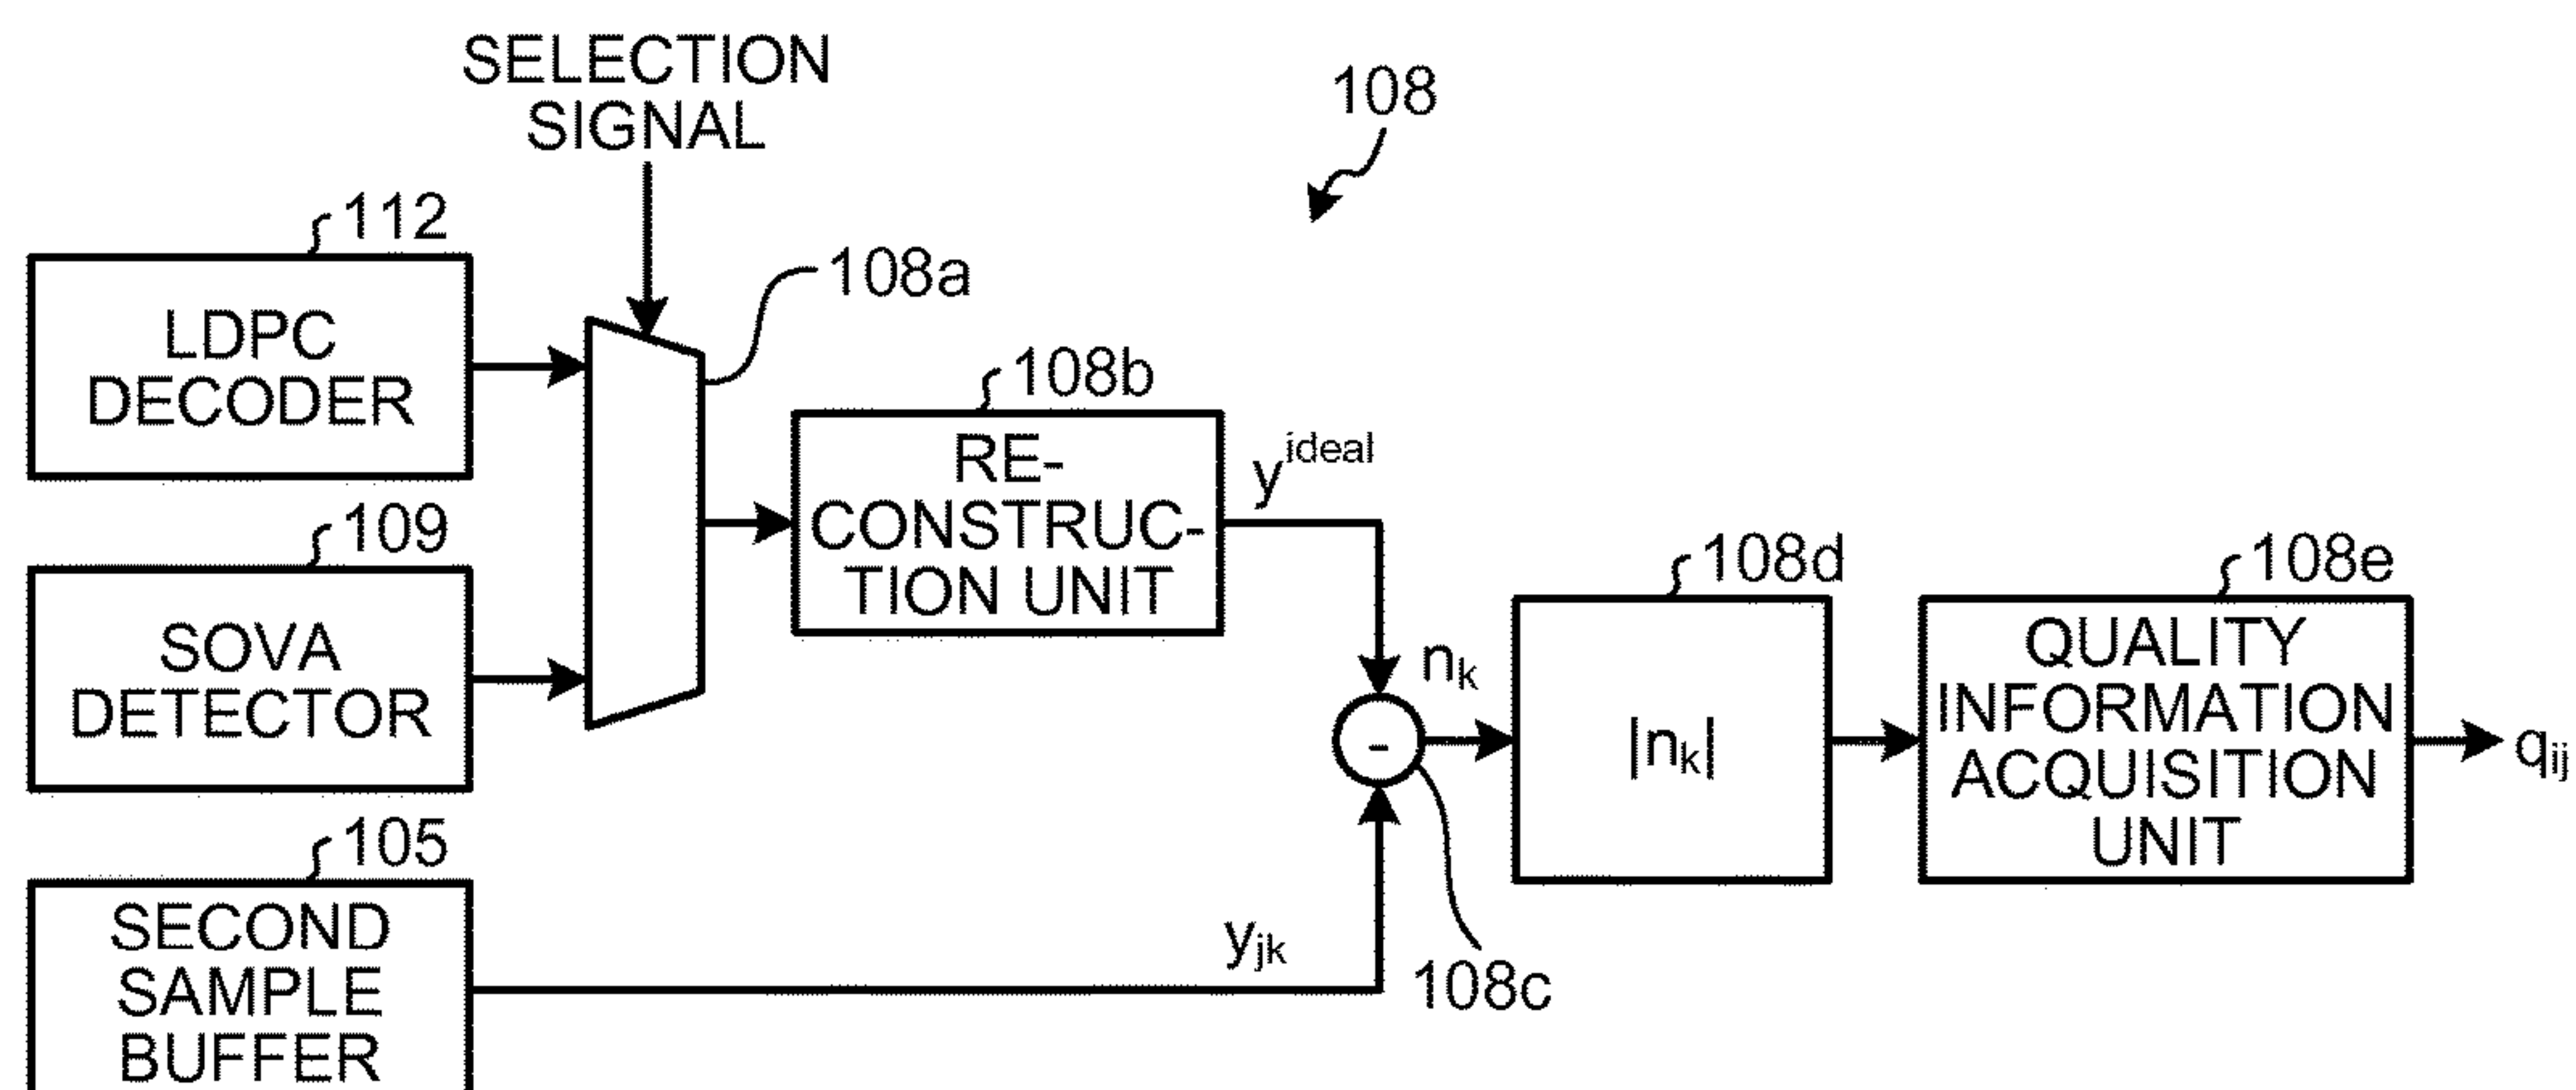 SELECTION
SIGNAL
108
112
LDPC
DECODER
108a
108b
RE-
CONSTRUC-
TION UNIT
y^ideal
109
SOVA
DETECTOR
n_k
108d
|n_k|
108e
QUALITY
INFORMATION
ACQUISITION
UNIT
q_ij
105
SECOND
SAMPLE
BUFFER
y_jk
108c
-